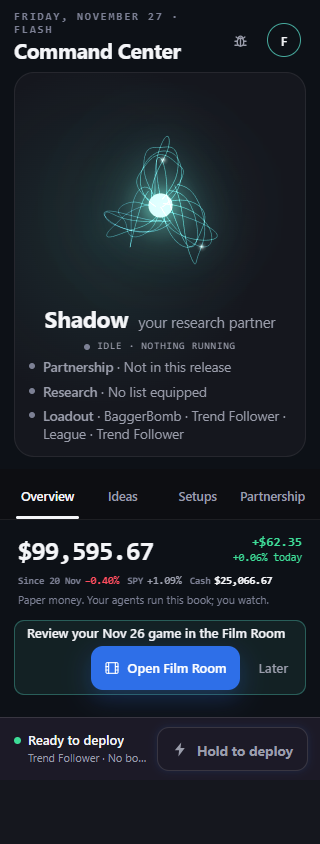 FRIDAY, NOVEMBER 27 ·
FLASH
Command Center
F
Shadow your research partner
IDLE · NOTHING RUNNING
Partnership · Not in this release
Research · No list equipped
Loadout · BaggerBomb · Trend Follower ·
League · Trend Follower
Overview Ideas Setups Partnership
$99,595.67
+$62.35
+0.06% today
Since 20 Nov −0.40% SPY +1.09% Cash $25,066.67
Paper money. Your agents run this book; you watch.
Review your Nov 26 game in the Film Room
Open Film Room Later
Ready to deploy
Trend Follower · No bo…
Hold to deploy